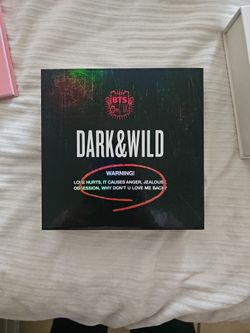 BTS
DARK&WILD
WARNING!
LOVE HURTS, IT CAUSES ANGER, JEALOUSY,
OBSESSION, WHY DON'T U LOVE ME BACK?